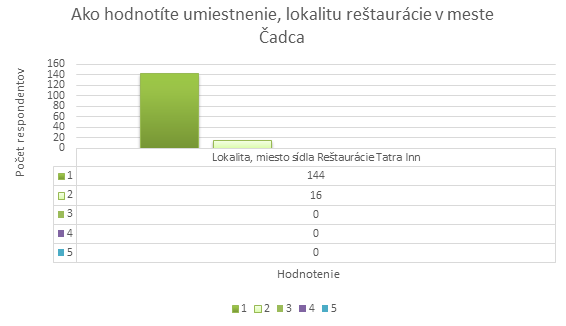 Ako hodnotíte umiestnenie, lokalitu reštaurácie v meste
Čadca
Počet respondentov
160
140
120
100
80
60
40
20
0
Lokalita, miesto sídla Reštaurácie Tatra Inn
1 144
2 16
3 0
4 0
5 0
Hodnotenie
1 2 3 4 5